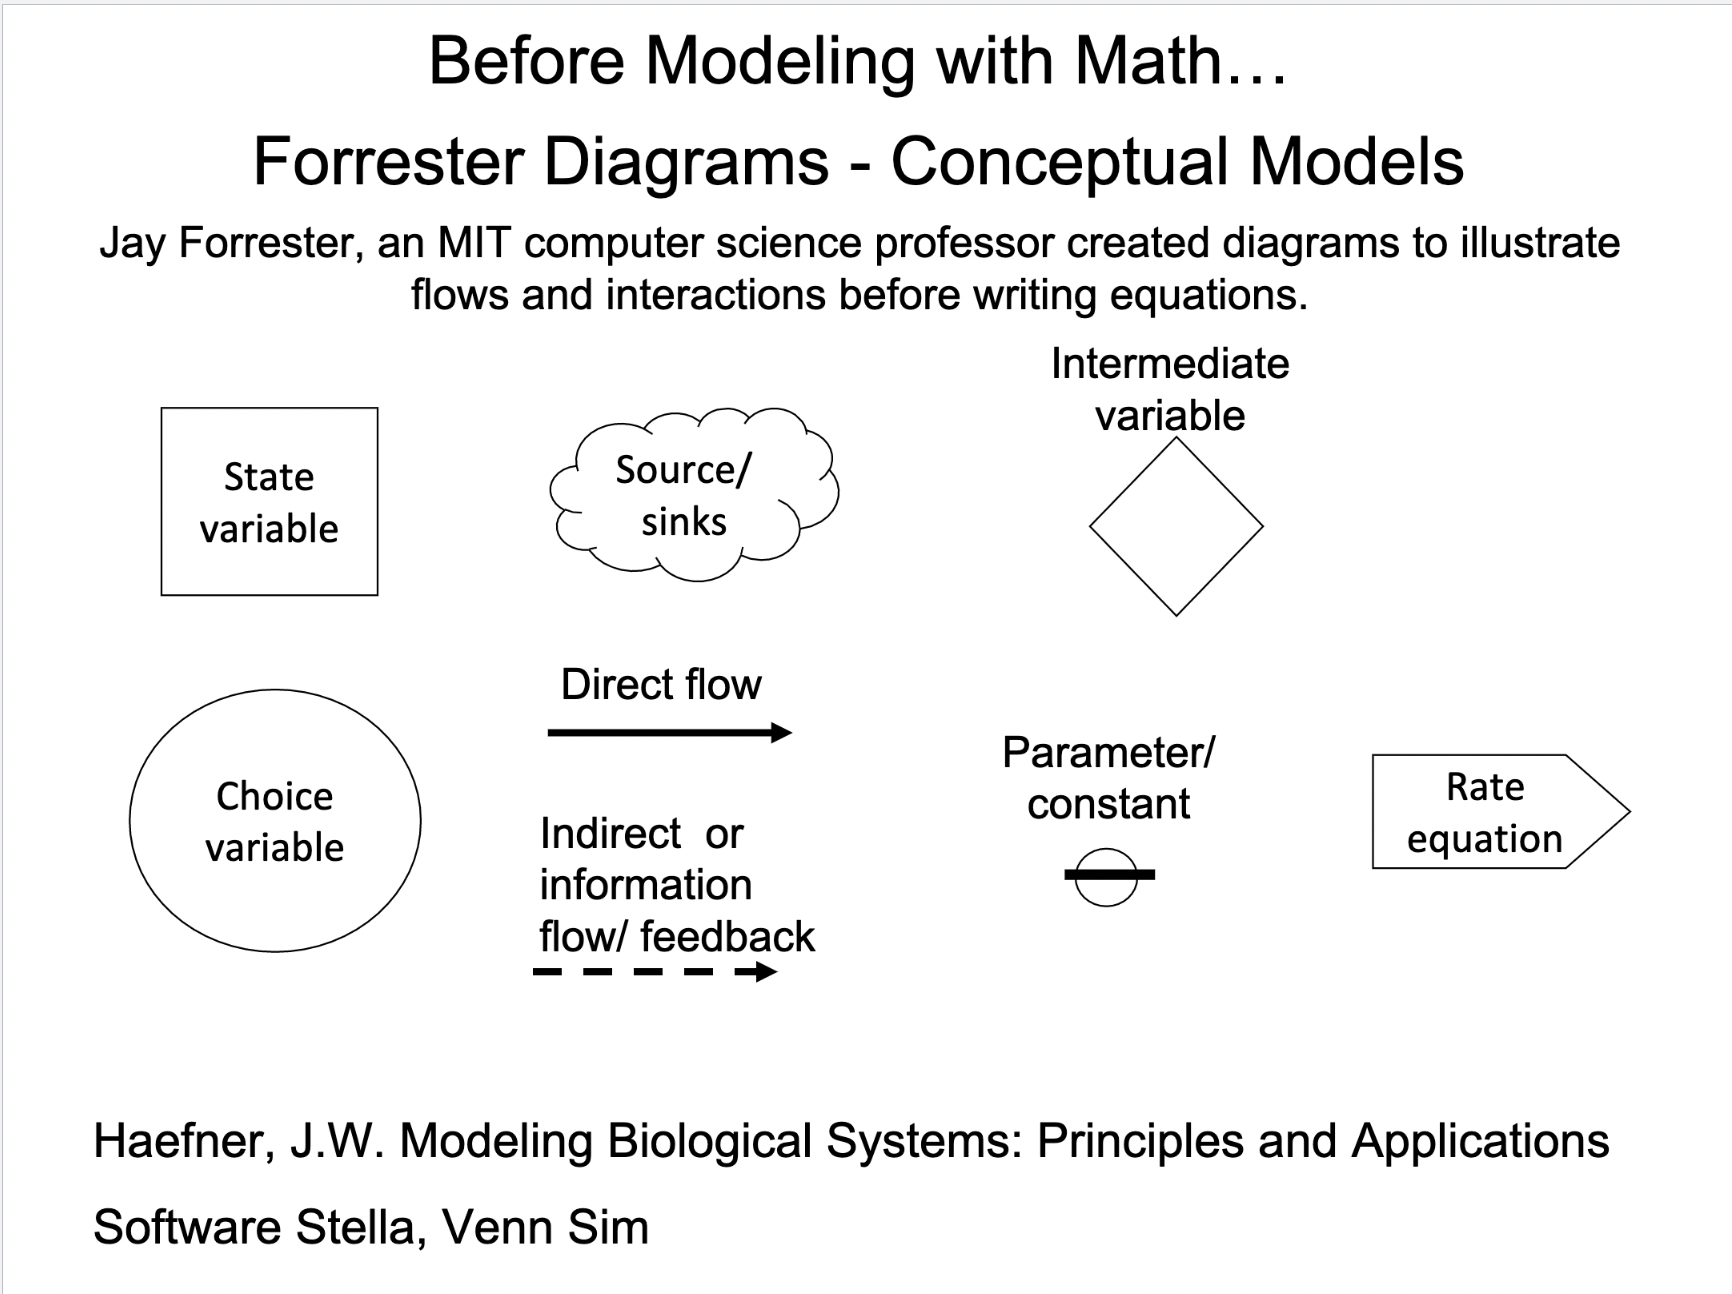 Before Modeling with Math…
Forrester Diagrams - Conceptual Models
Jay Forrester, an MIT computer science professor created diagrams to illustrate
flows and interactions before writing equations.
State
variable
Source/
sinks
Intermediate
variable
Choice
variable
Direct flow
Indirect  or
information
flow/ feedback
Parameter/
constant
Rate
equation
Haefner, J.W. Modeling Biological Systems: Principles and Applications
Software Stella, Venn Sim